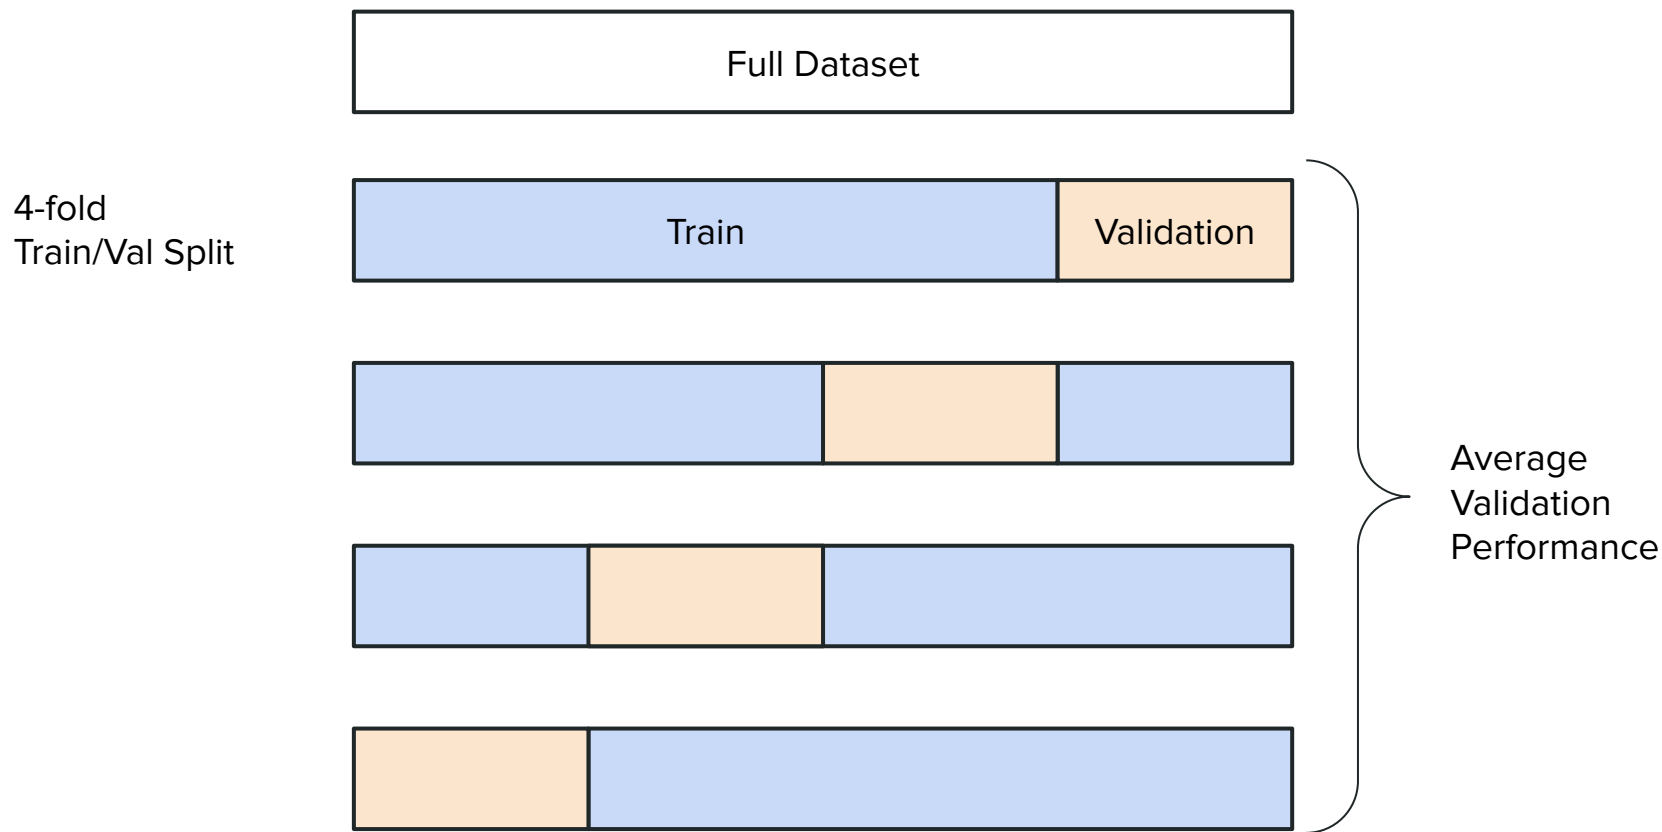 Full Dataset
4-fold
Train/Val Split
Train
Validation
Average
Validation
Performance